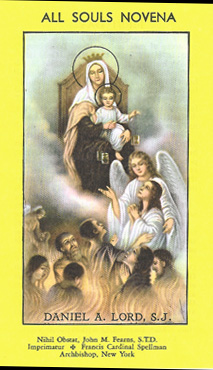 ALL SOULS NOVENA
DANIEL A. LORD, S.J.
Nihil Obstat, John M. Fearns, S.T.D.
Imprimatur ✠ Francis Cardinal Spellman
Archbishop, New York